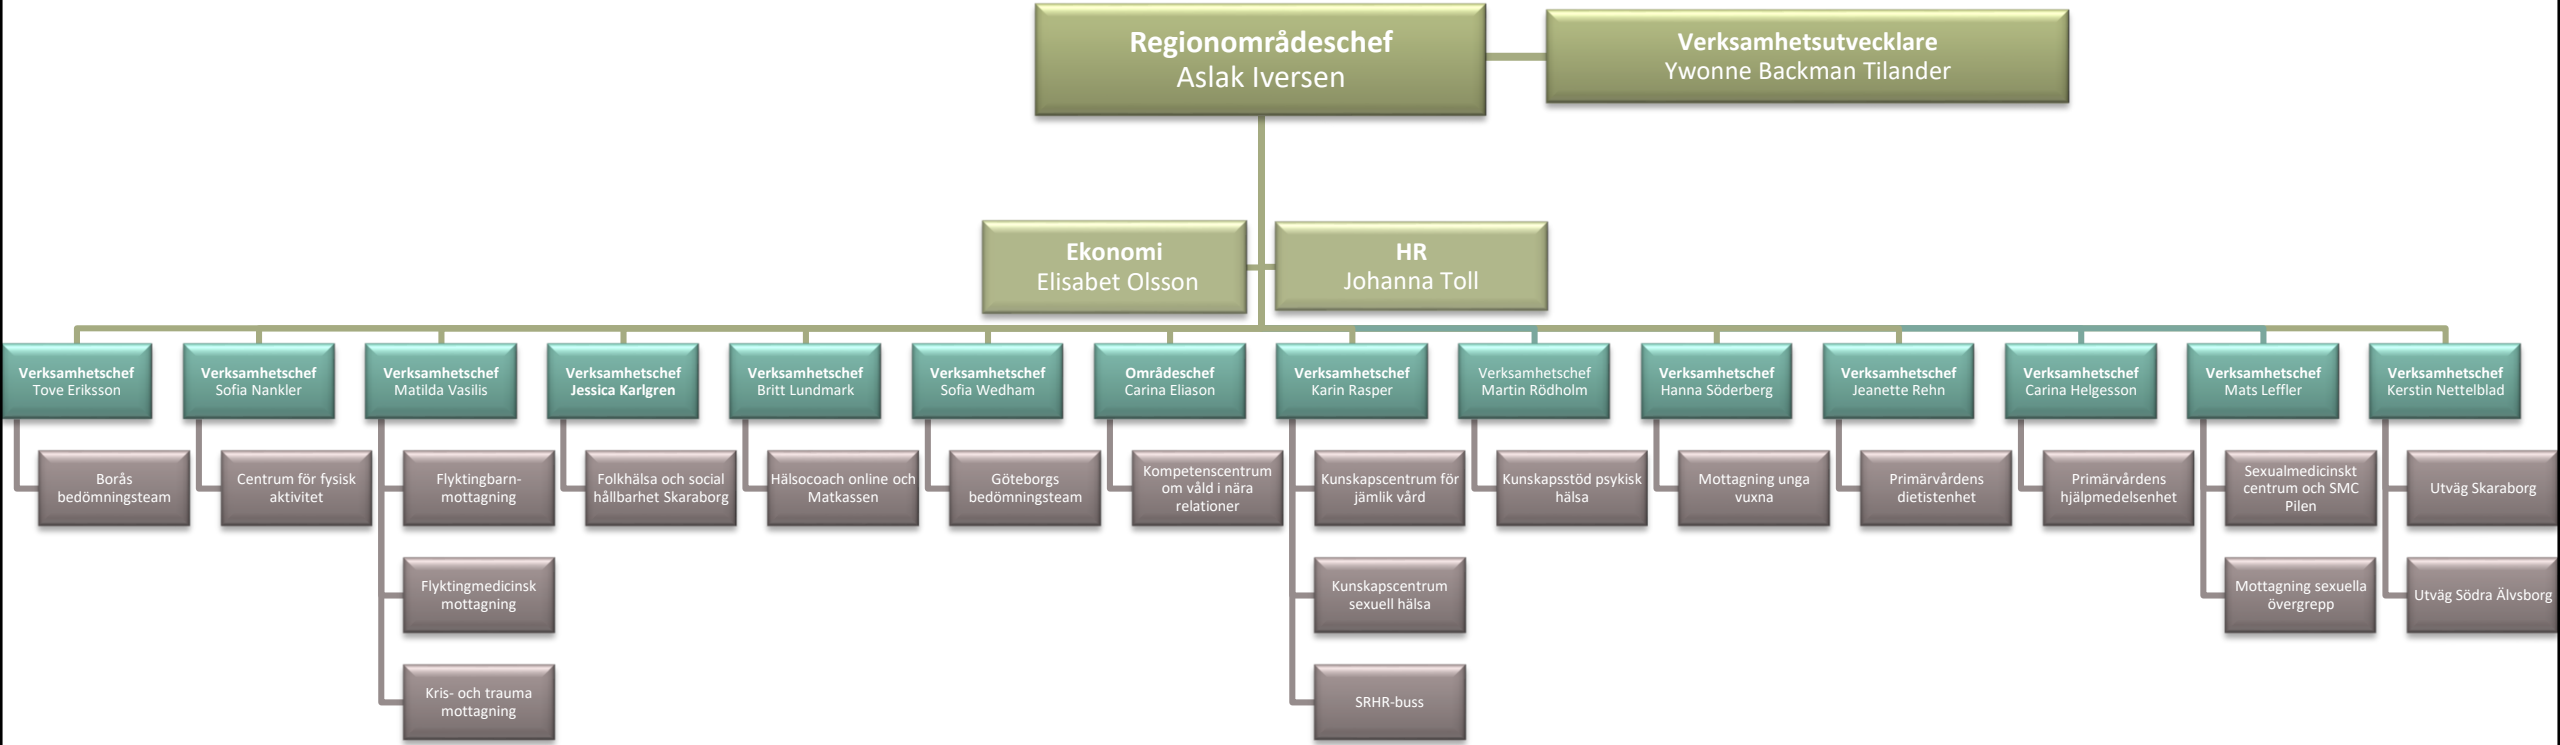 Regionområdeschef
Aslak Iversen
Verksamhetsutvecklare
Ywonne Backman Tilander
Ekonomi
Elisabet Olsson
HR
Johanna Toll
Verksamhetschef
Tove Eriksson
Verksamhetschef
Sofia Nankler
Verksamhetschef
Matilda Vasilis
Verksamhetschef
Jessica Karlgren
Verksamhetschef
Britt Lundmark
Verksamhetschef
Sofia Wedham
Områdeschef
Carina Eliason
Verksamhetschef
Karin Rasper
Verksamhetschef
Martin Rödholm
Verksamhetschef
Hanna Söderberg
Verksamhetschef
Jeanette Rehn
Verksamhetschef
Carina Helgesson
Verksamhetschef
Mats Leffler
Verksamhetschef
Kerstin Nettelblad
Borås
bedömningsteam
Centrum för fysisk
aktivitet
Flyktingbarn-
mottagning
Folkhälsa och social
hållbarhet Skaraborg
Hälsocoach online och
Matkassen
Göteborgs
bedömningsteam
Kompetenscentrum
om våld i nära
relationer
Kunskapscentrum för
jämlik vård
Kunskapsstöd psykisk
hälsa
Mottagning unga
vuxna
Primärvårdens
dietistenhet
Primärvårdens
hjälpmedelsenhet
Sexualmedicinskt
centrum och SMC
Pilen
Utväg Skaraborg
Flyktingmedicinsk
mottagning
Kunskapscentrum
sexuell hälsa
Mottagning sexuella
övergrepp
Utväg Södra Älvsborg
Kris- och trauma
mottagning
SRHR-buss